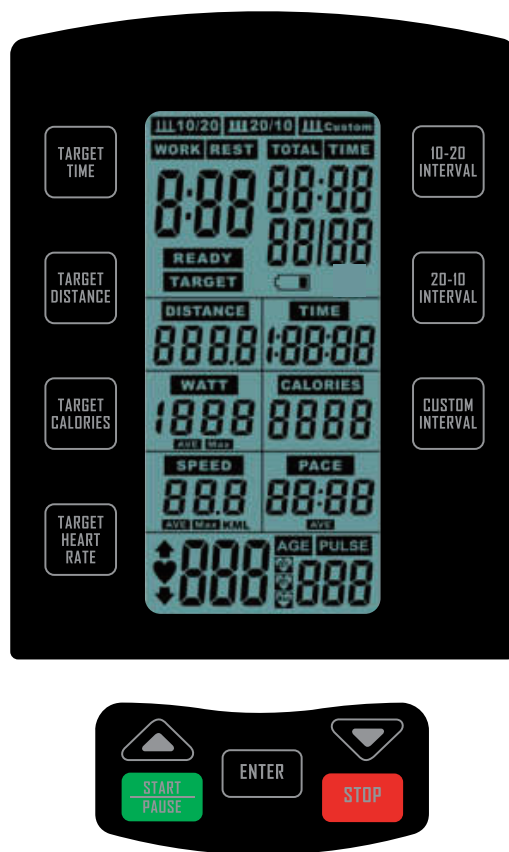 10/20 20/10 Custom
WORK REST TOTAL TIME
8:88 88:88
88/88
READY
TARGET
DISTANCE TIME
888.8 1:88:88
WATT CALORIES
1888 8888
AVE Max
SPEED PACE
88.8 88:88
AVE Max KML AVE
AGE PULSE
888 888
TARGET
TIME
TARGET
DISTANCE
TARGET
CALORIES
TARGET
HEART
RATE
10-20
INTERVAL
20-10
INTERVAL
CUSTOM
INTERVAL
START
PAUSE
ENTER
STOP